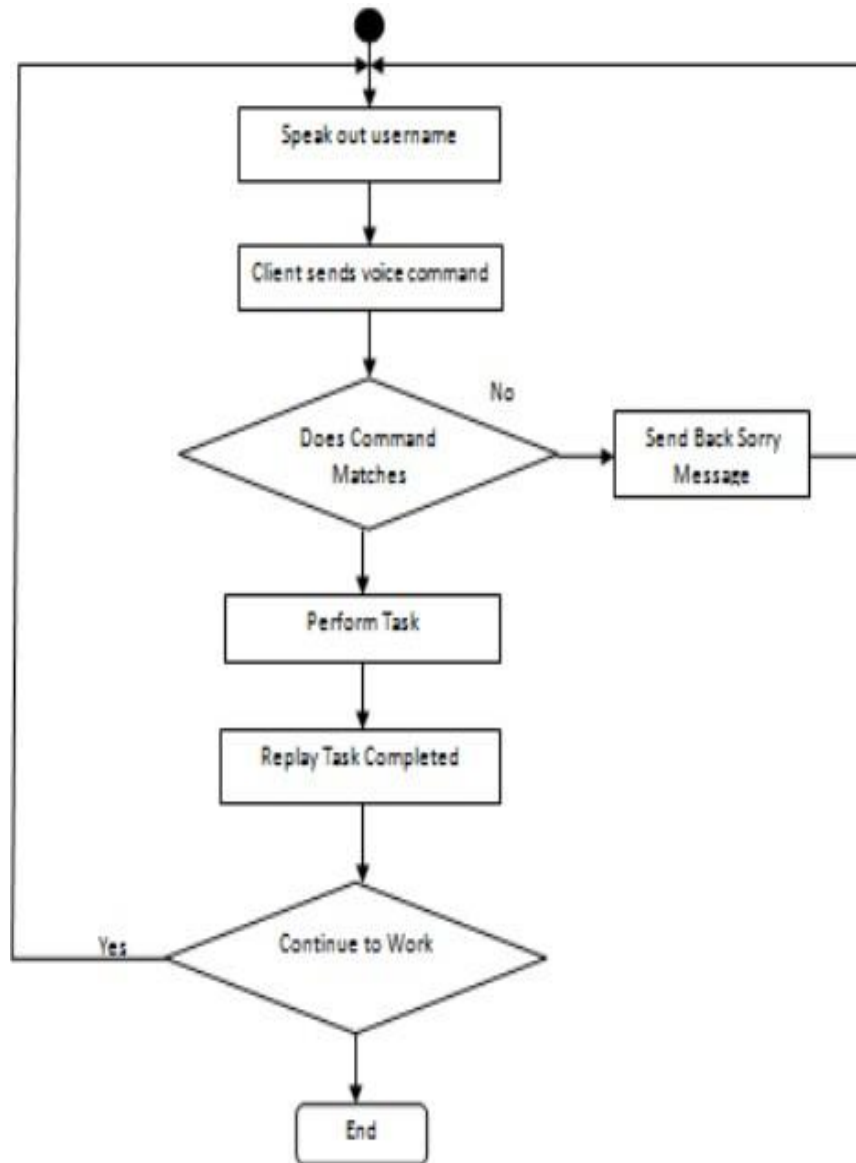 Speak out username
Client sends voice command
No
Does Command
Matches
Send Back Sorry
Message
Perform Task
Replay Task Completed
Continue to Work
Yes
End